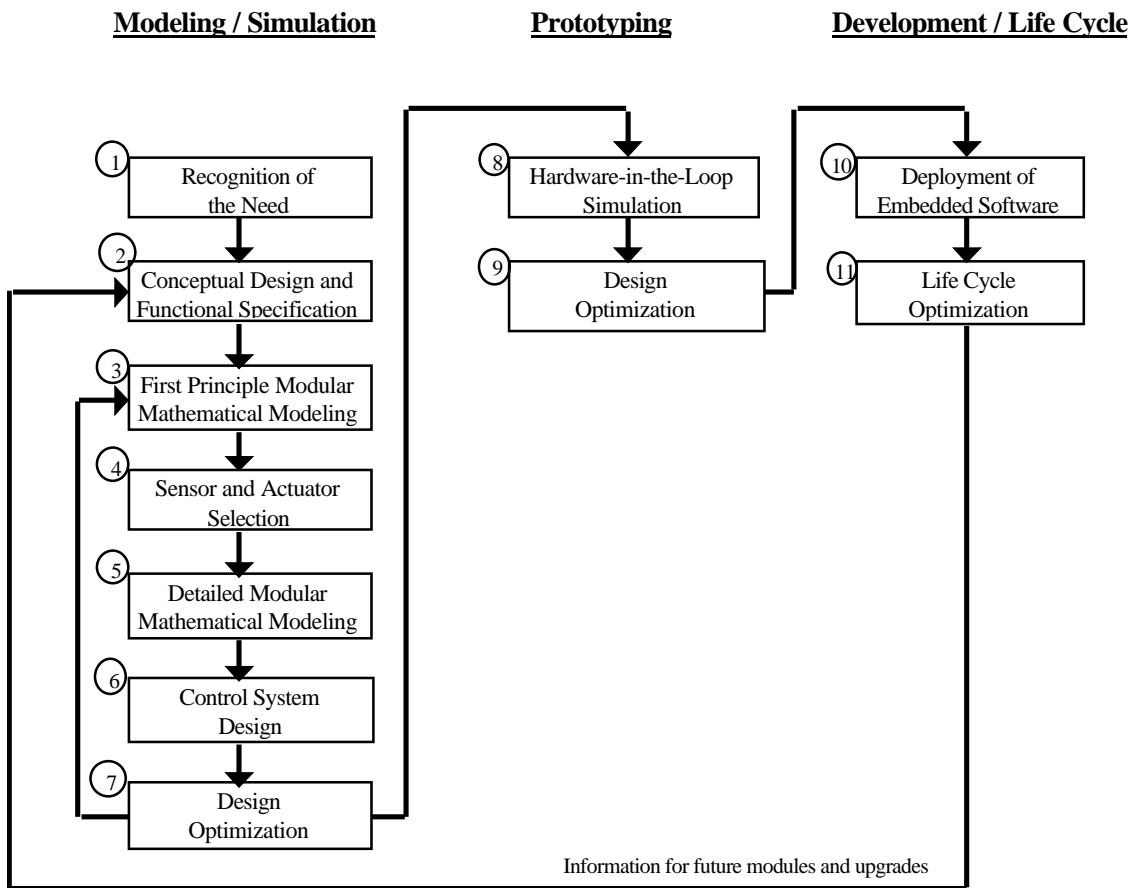 Modeling / Simulation
Prototyping
Development / Life Cycle
1
Recognition of
the Need
2
Conceptual Design and
Functional Specification
3
First Principle Modular
Mathematical Modeling
4
Sensor and Actuator
Selection
5
Detailed Modular
Mathematical Modeling
6
Control System
Design
7
Design
Optimization
8
Hardware-in-the-Loop
Simulation
9
Design
Optimization
10
Deployment of
Embedded Software
11
Life Cycle
Optimization
Information for future modules and upgrades